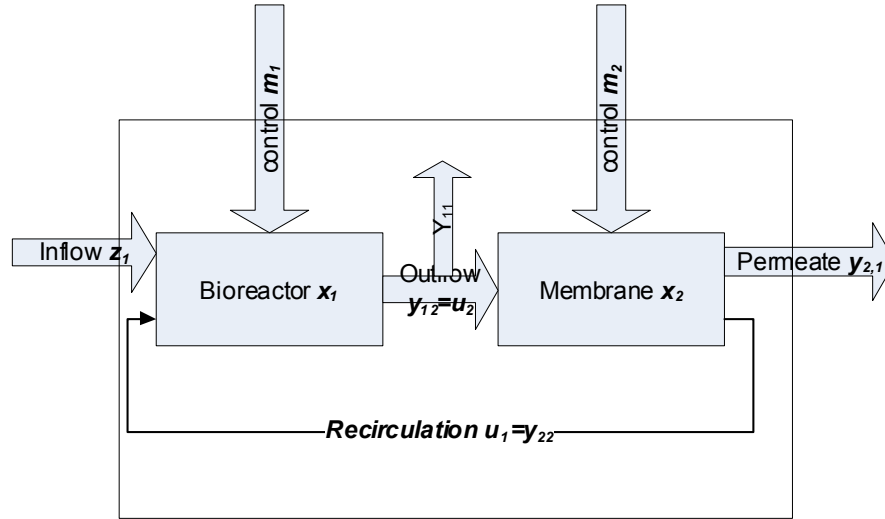 control m₁
control m₂
Y₁₁
Inflow z₁
Bioreactor x₁
Outflow
y₁₂=u₂
Membrane x₂
Permeate y₂,₁
Recirculation u₁=y₂₂